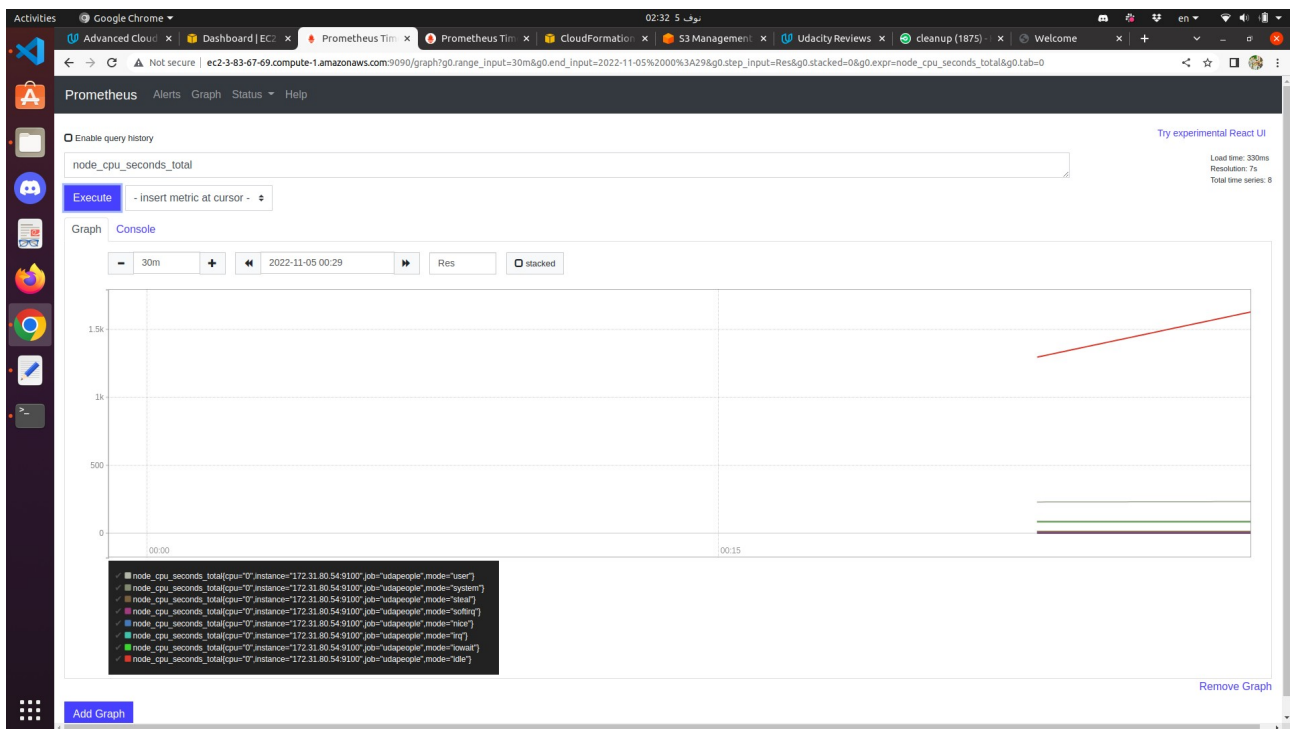 Activities Google Chrome 02:32 5 نوف en
Advanced Cloud Dashboard | EC2 Prometheus Tim Prometheus Tim CloudFormation S3 Management Udacity Reviews cleanup (1875) - Welcome
Not secure ec2-3-83-67-69.compute-1.amazonaws.com:9090/graph?g0.range_input=30m&g0.end_input=2022-11-05%2000%3A29&g0.step_input=Res&g0.stacked=0&g0.expr=node_cpu_seconds_total&g0.tab=0
Prometheus Alerts Graph Status Help
Enable query history
Try experimental React UI
node_cpu_seconds_total
Load time: 330ms
Resolution: 7s
Total time series: 8
Execute - insert metric at cursor -
Graph Console
30m + 2022-11-05 00:29 Res stacked
1.5k
1k
500
0
00:00 00:15
node_cpu_seconds_total{cpu="0",instance="172.31.80.54:9100",job="udapeople",mode="user"}
node_cpu_seconds_total{cpu="0",instance="172.31.80.54:9100",job="udapeople",mode="system"}
node_cpu_seconds_total{cpu="0",instance="172.31.80.54:9100",job="udapeople",mode="steal"}
node_cpu_seconds_total{cpu="0",instance="172.31.80.54:9100",job="udapeople",mode="softirq"}
node_cpu_seconds_total{cpu="0",instance="172.31.80.54:9100",job="udapeople",mode="nice"}
node_cpu_seconds_total{cpu="0",instance="172.31.80.54:9100",job="udapeople",mode="irq"}
node_cpu_seconds_total{cpu="0",instance="172.31.80.54:9100",job="udapeople",mode="iowait"}
node_cpu_seconds_total{cpu="0",instance="172.31.80.54:9100",job="udapeople",mode="idle"}
Remove Graph
Add Graph